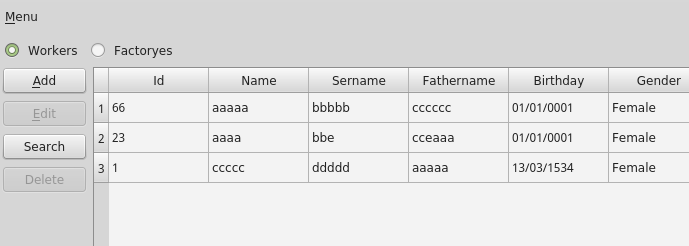 Menu
Workers Factoryes
Add
Edit
Search
Delete
Id Name Sername Fathername Birthday Gender
1 66 aaaaa bbbbb cccccc 01/01/0001 Female
2 23 aaaa bbe cceaaa 01/01/0001 Female
3 1 ccccc ddddd aaaaa 13/03/1534 Female